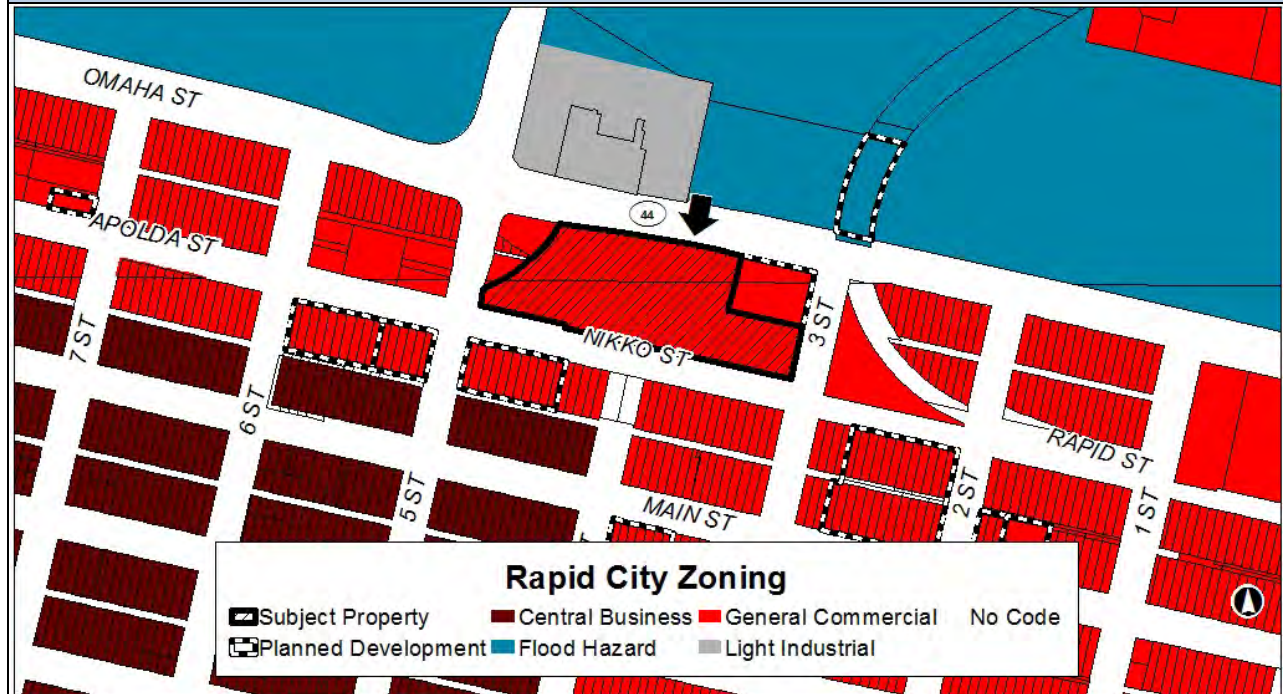 OMAHA ST
44
APOLDA ST
NIKKO ST
3 ST
7 ST
6 ST
5 ST
RAPID ST
MAIN ST
2 ST
1 ST
Rapid City Zoning
Subject Property Central Business General Commercial No Code
Planned Development Flood Hazard Light Industrial